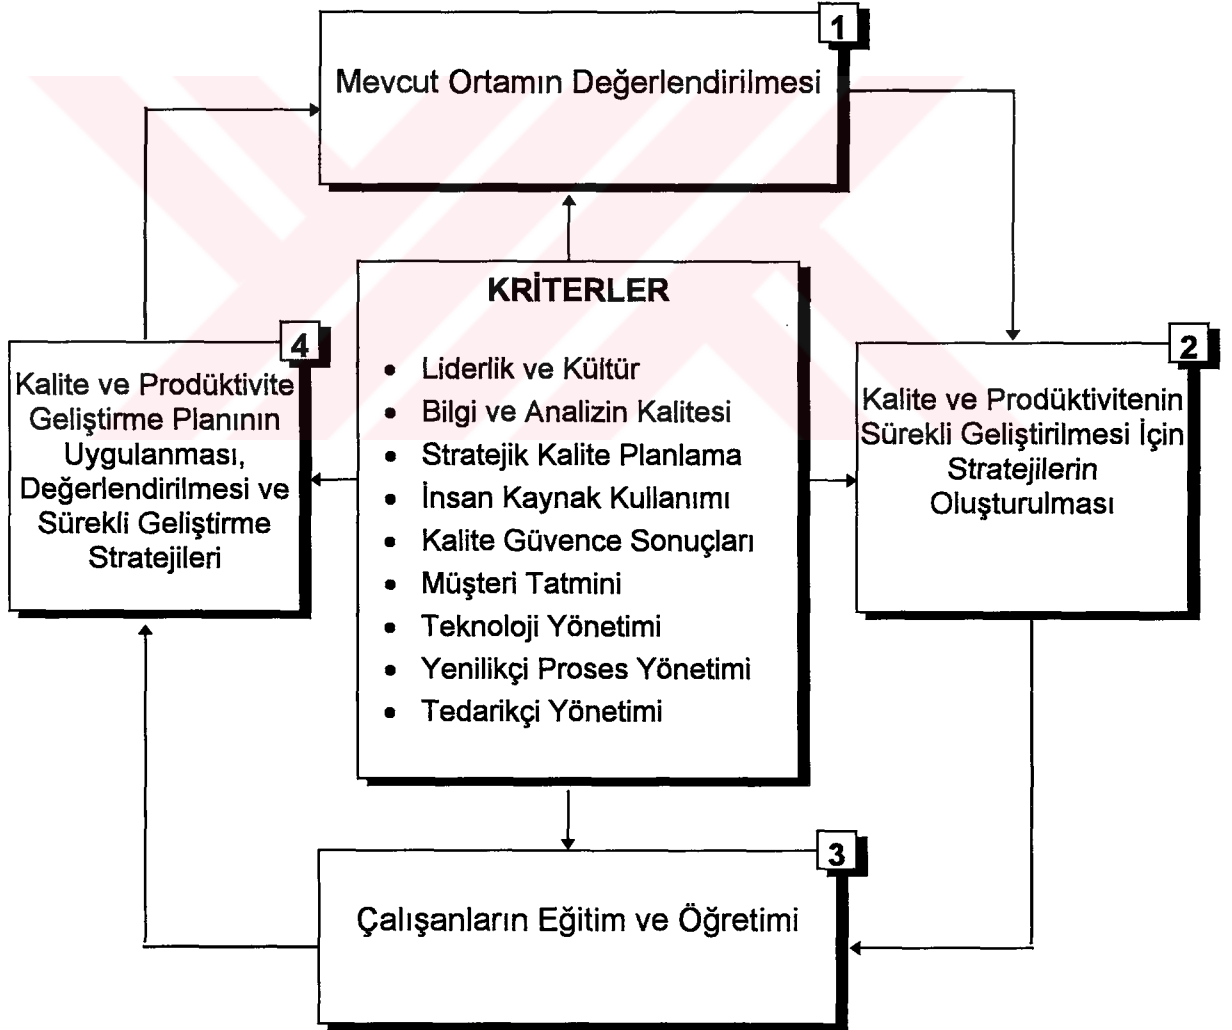 1
Mevcut Ortamın Değerlendirilmesi
KRİTERLER
• Liderlik ve Kültür
• Bilgi ve Analizin Kalitesi
• Stratejik Kalite Planlama
• İnsan Kaynak Kullanımı
• Kalite Güvence Sonuçları
• Müşteri Tatmini
• Teknoloji Yönetimi
• Yenilikçi Proses Yönetimi
• Tedarikçi Yönetimi
2
Kalite ve Prodüktivitenin
Sürekli Geliştirilmesi İçin
Stratejilerin
Oluşturulması
3
Çalışanların Eğitim ve Öğretimi
4
Kalite ve Prodüktivite
Geliştirme Planının
Uygulanması,
Değerlendirilmesi ve
Sürekli Geliştirme
Stratejileri